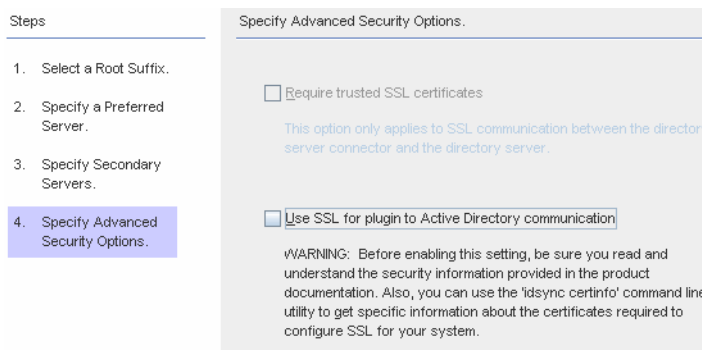 Steps
1. Select a Root Suffix.
2. Specify a Preferred
Server.
3. Specify Secondary
Servers.
4. Specify Advanced
Security Options.
Specify Advanced Security Options.
Require trusted SSL certificates
This option only applies to SSL communication between the director
server connector and the directory server.
Use SSL for plugin to Active Directory communication
WARNING: Before enabling this setting, be sure you read and
understand the security information provided in the product
documentation. Also, you can use the 'idsync certinfo' command line
utility to get specific information about the certificates required to
configure SSL for your system.